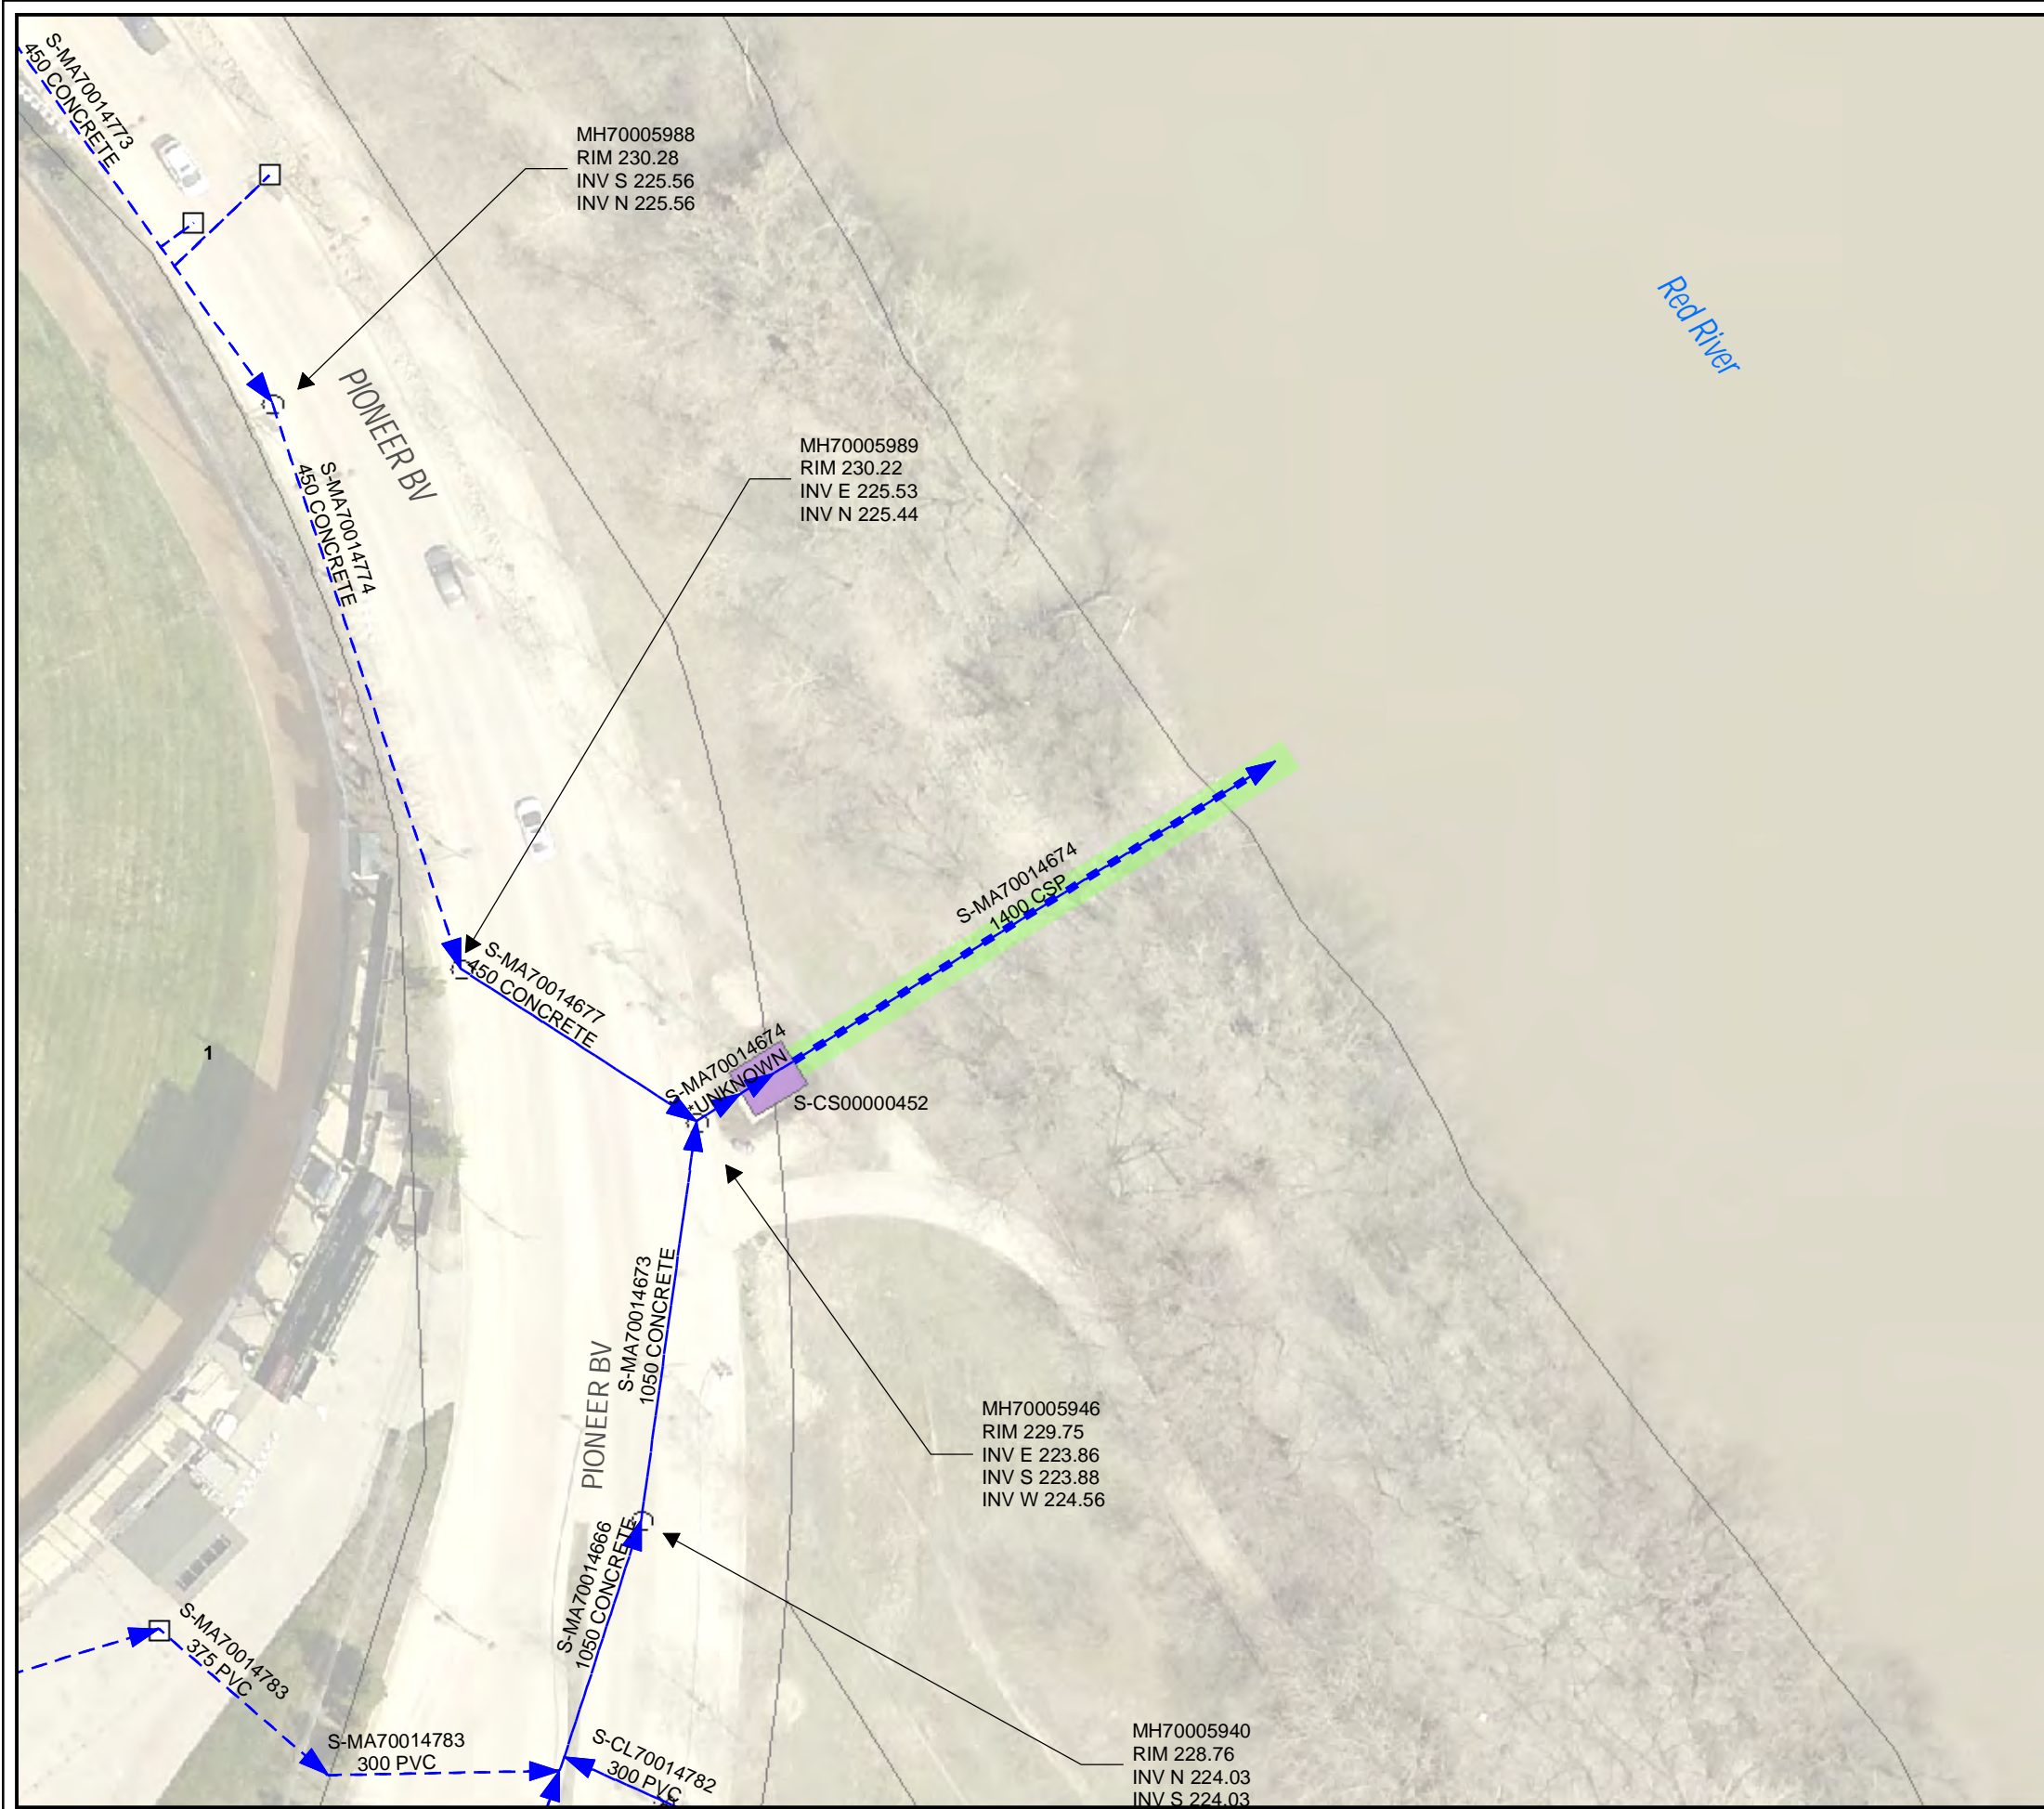 S-MA70014773
450 CONCRETE
MH70005988
RIM 230.28
INV S 225.56
INV N 225.56
Red River
PIONEER BV
S-MA70014774
450 CONCRETE
MH70005989
RIM 230.22
INV E 225.53
INV N 225.44
S-MA70014674
1400 CSP
S-MA70014677
450 CONCRETE
1
S-MA70014674
*UNKNOWN
S-CS00000452
S-MA70014673
1050 CONCRETE
PIONEER BV
MH70005946
RIM 229.75
INV E 223.86
INV S 223.88
INV W 224.56
S-MA70014666
1050 CONCRETE
S-MA70014783
375 PVC
S-MA70014783
300 PVC
S-CL70014782
300 PVC
MH70005940
RIM 228.76
INV N 224.03
INV S 224.03